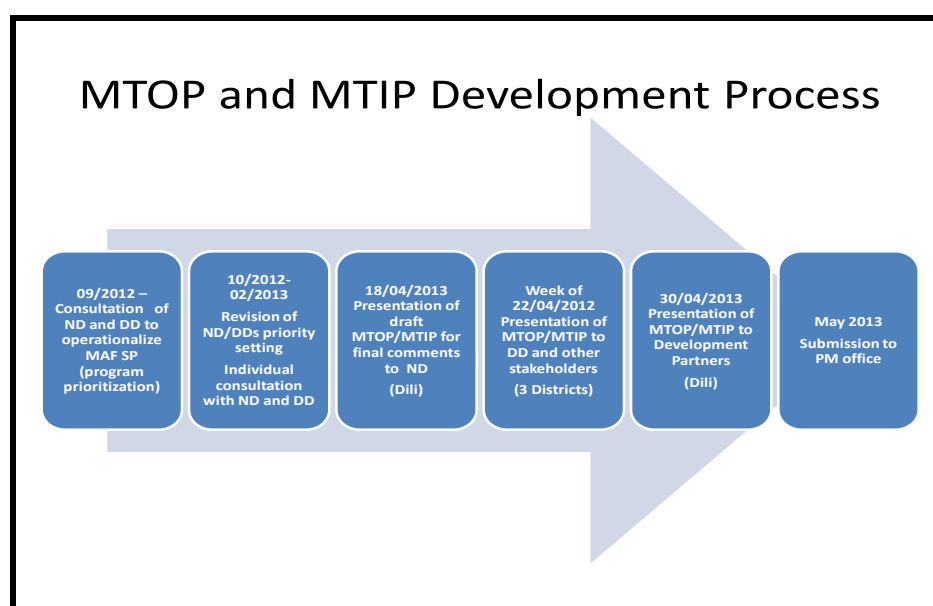 MTOP and MTIP Development Process
09/2012 –
Consultation of
ND and DD to
operationalize
MAF SP
(program
prioritization)
10/2012-
02/2013
Revision of
ND/DDs priority
setting
Individual
consultation
with ND and DD
18/04/2013
Presentation of
draft
MTOP/MTIP for
final comments
to ND
(Dili)
Week of
22/04/2012
Presentation of
MTOP/MTIP to
DD and other
stakeholders
(3 Districts)
30/04/2013
Presentation of
MTOP/MTIP to
Development
Partners
(Dili)
May 2013
Submission to
PM office